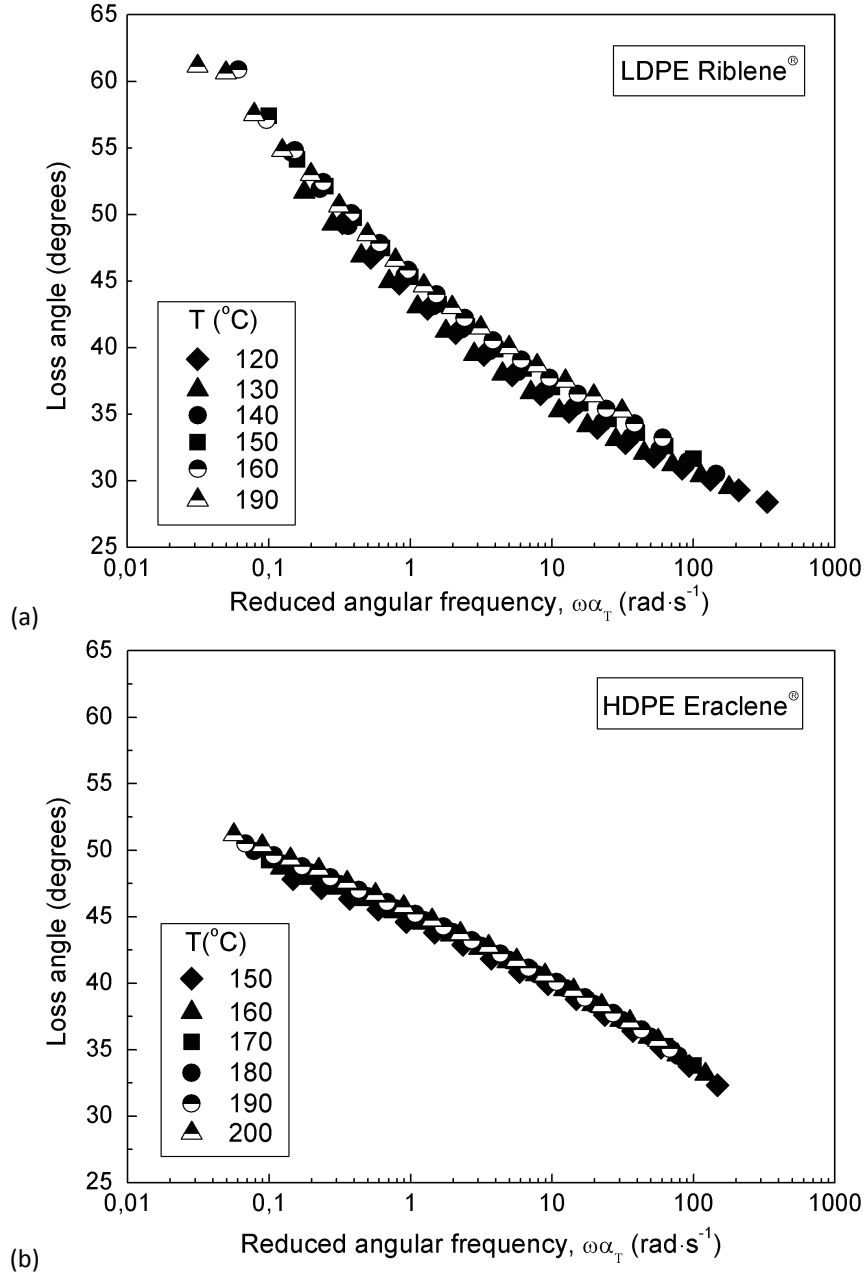 65
60
55
50
45
40
35
30
25
Loss angle (degrees)
LDPE Riblene®
T (°C)
120
130
140
150
160
190
0,01 0,1 1 10 100 1000
Reduced angular frequency, ωα_T (rad·s⁻¹)
(a)
65
60
55
50
45
40
35
30
25
Loss angle (degrees)
HDPE Eraclene®
T(°C)
150
160
170
180
190
200
0,01 0,1 1 10 100 1000
Reduced angular frequency, ωα_T (rad·s⁻¹)
(b)